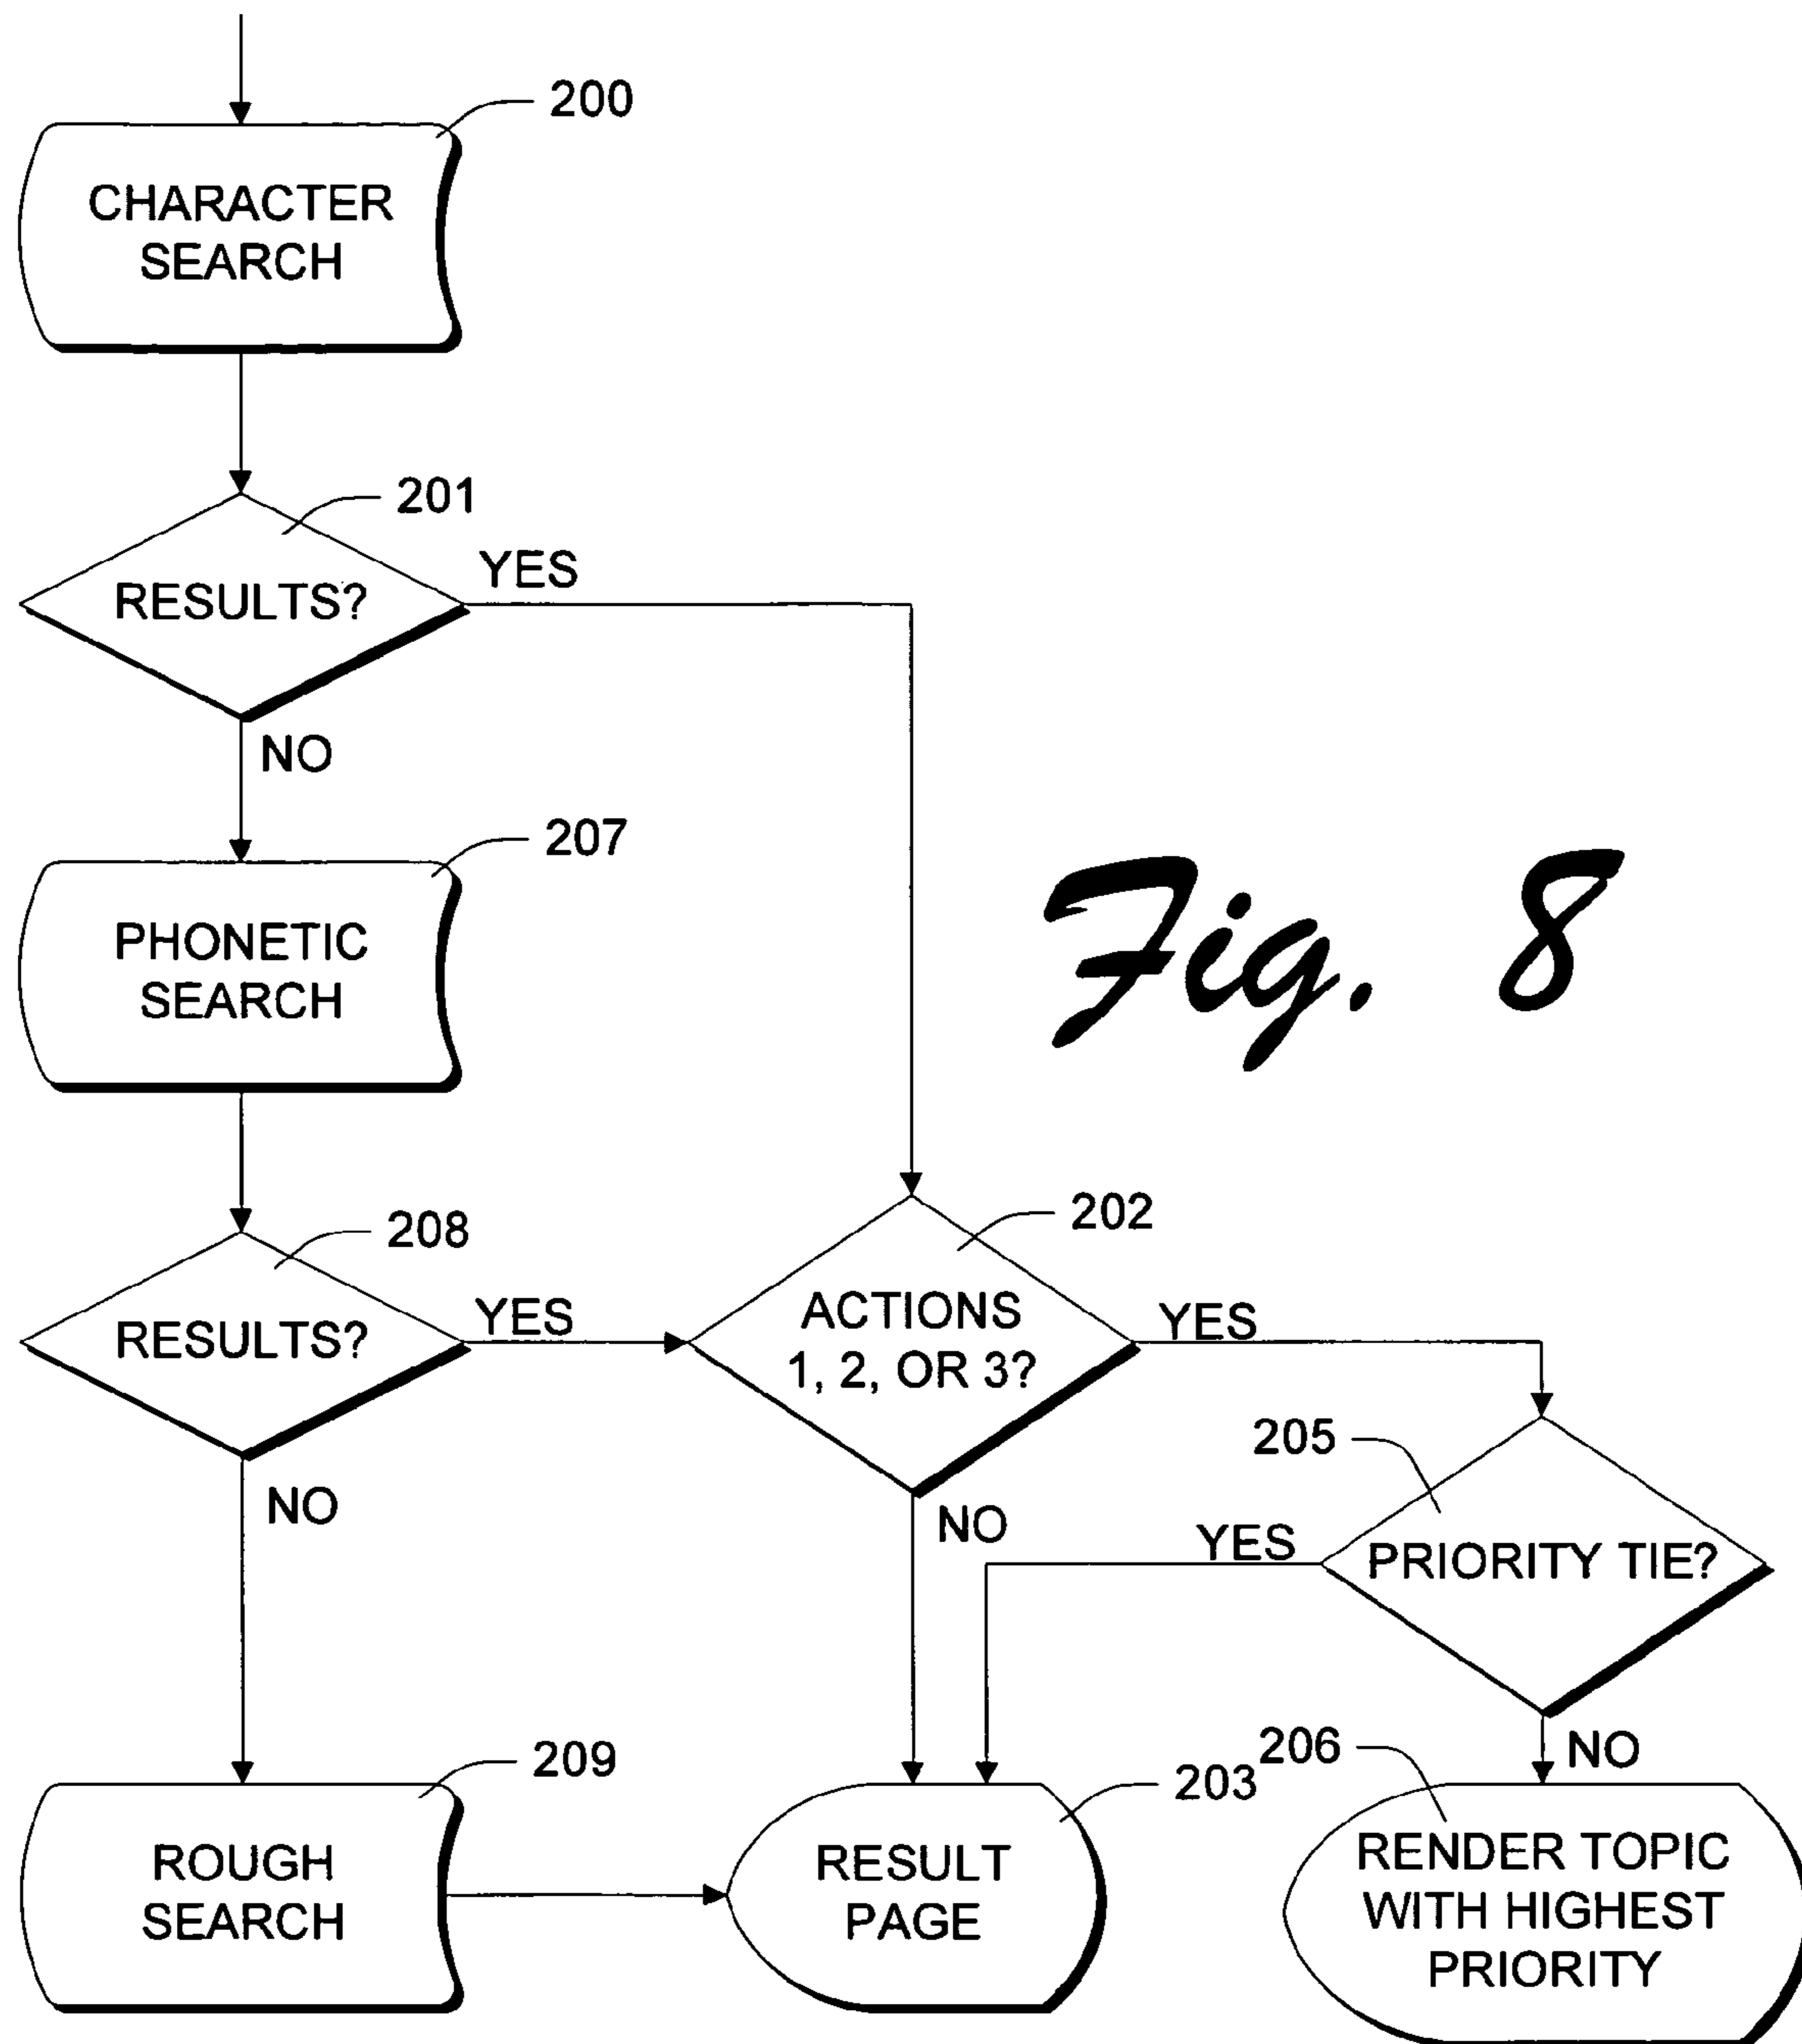 200
CHARACTER
SEARCH
201
RESULTS?
YES
NO
207
PHONETIC
SEARCH
Fig. 8
208
RESULTS?
YES
NO
202
ACTIONS
1, 2, OR 3?
YES
NO
205
PRIORITY TIE?
YES
NO
209
ROUGH
SEARCH
203
RESULT
PAGE
206
RENDER TOPIC
WITH HIGHEST
PRIORITY